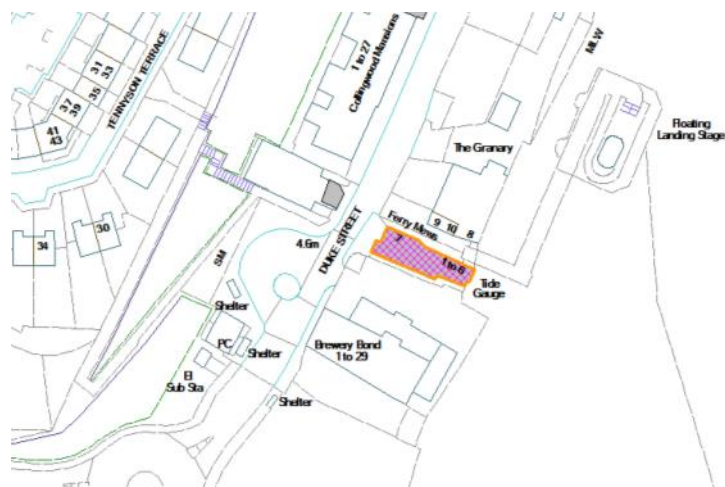 31
33
35
37
39
41
43
TENNYSON TERRACE
1 to 27
Collingwood Mansions
MLW
Floating
Landing Stage
The Granary
9 10 8
Ferry Mews
7
1 to 6
Tide
Gauge
DUKE STREET
4.6m
34
30
SM
Shelter
PC
Shelter
El
Sub Sta
Shelter
Brewery Bond
1 to 29